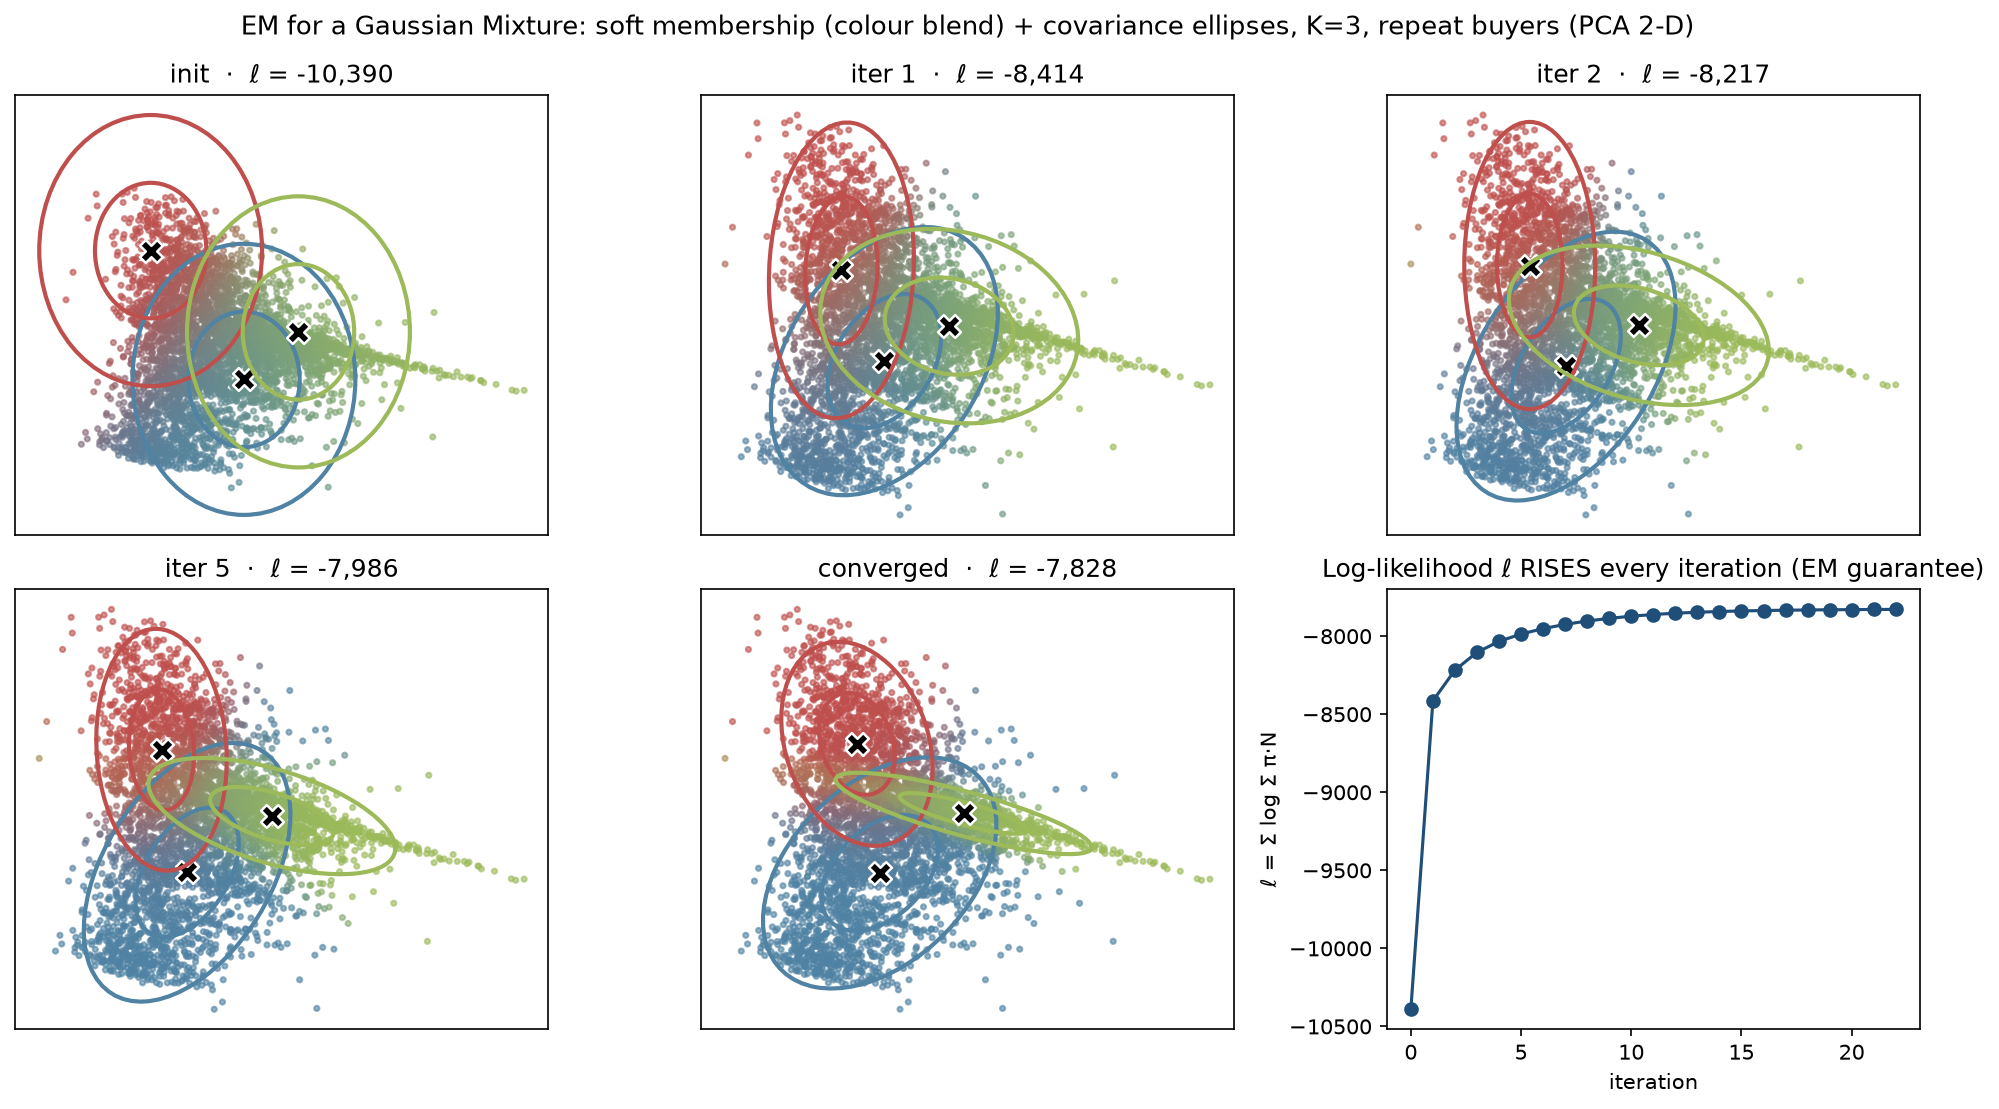 EM for a Gaussian Mixture: soft membership (colour blend) + covariance ellipses, K=3, repeat buyers (PCA 2-D)
init · ℓ = -10,390
iter 1 · ℓ = -8,414
iter 2 · ℓ = -8,217
iter 5 · ℓ = -7,986
converged · ℓ = -7,828
Log-likelihood ℓ RISES every iteration (EM guarantee)
ℓ = Σ log Σ π·N
−8000
−8500
−9000
−9500
−10000
−10500
0 5 10 15 20
iteration